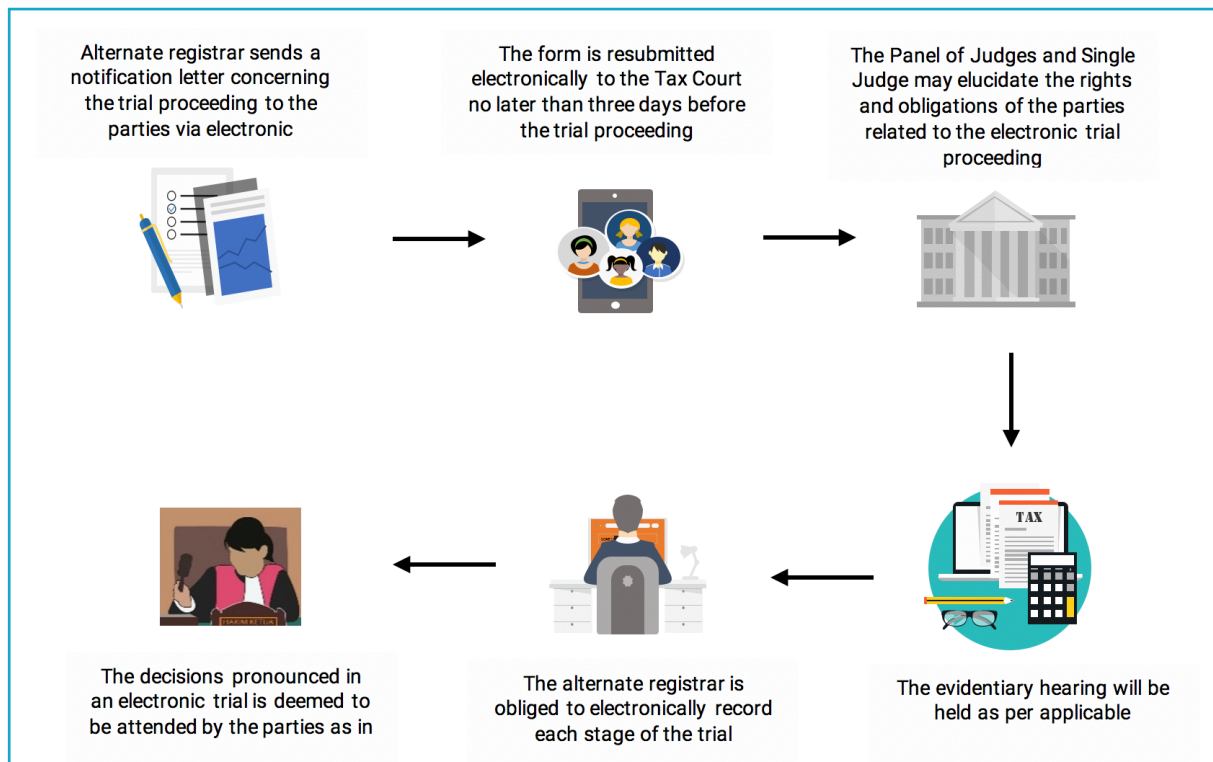 Alternate registrar sends a
notification letter concerning
the trial proceeding to the
parties via electronic
The form is resubmitted
electronically to the Tax Court
no later than three days before
the trial proceeding
The Panel of Judges and Single
Judge may elucidate the rights
and obligations of the parties
related to the electronic trial
proceeding
TAX
HAKIM KETUA
The decisions pronounced in
an electronic trial is deemed to
be attended by the parties as in
The alternate registrar is
obliged to electronically record
each stage of the trial
The evidentiary hearing will be
held as per applicable